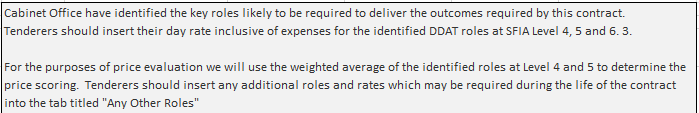 Cabinet Office have identified the key roles likely to be required to deliver the outcomes required by this contract.
Tenderers should insert their day rate inclusive of expenses for the identified DDAT roles at SFIA Level 4, 5 and 6. 3.
For the purposes of price evaluation we will use the weighted average of the identified roles at Level 4 and 5 to determine the
price scoring.  Tenderers should insert any additional roles and rates which may be required during the life of the contract
into the tab titled "Any Other Roles"